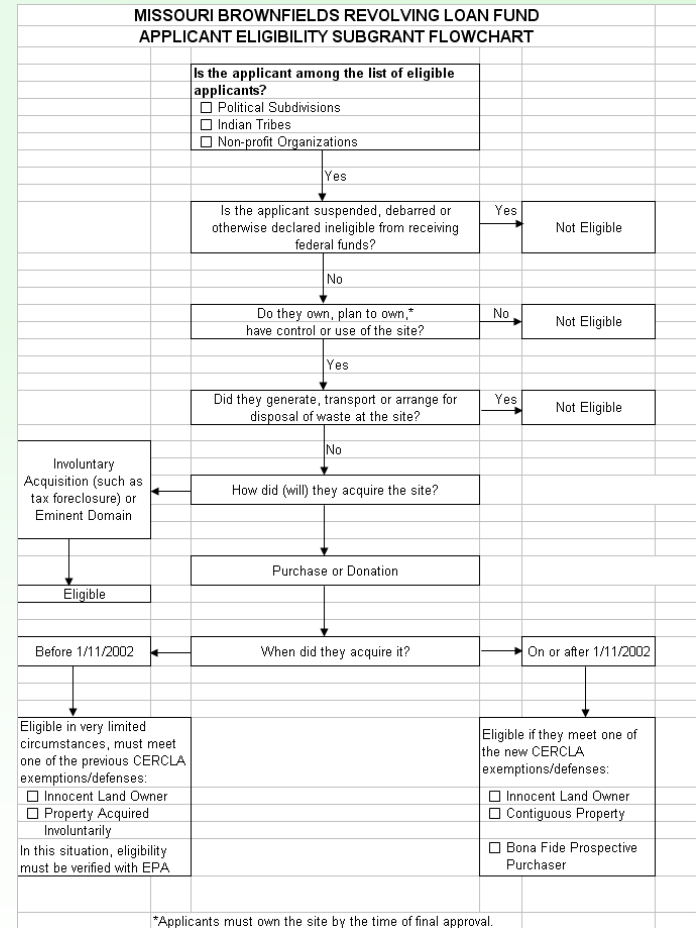 MISSOURI BROWNFIELDS REVOLVING LOAN FUND
APPLICANT ELIGIBILITY SUBGRANT FLOWCHART
Is the applicant among the list of eligible
applicants?
Political Subdivisions
Indian Tribes
Non-profit Organizations
Yes
Is the applicant suspended, debarred or
otherwise declared ineligible from receiving
federal funds?
Yes
Not Eligible
No
Do they own, plan to own,*
have control or use of the site?
No
Not Eligible
Yes
Did they generate, transport or arrange for
disposal of waste at the site?
Yes
Not Eligible
No
How did (will) they acquire the site?
Involuntary
Acquisition (such as
tax foreclosure) or
Eminent Domain
Eligible
Purchase or Donation
When did they acquire it?
Before 1/11/2002
On or after 1/11/2002
Eligible in very limited
circumstances, must meet
one of the previous CERCLA
exemptions/defenses:
Innocent Land Owner
Property Acquired
Involuntarily
In this situation, eligibility
must be verified with EPA
Eligible if they meet one of
the new CERCLA
exemptions/defenses:
Innocent Land Owner
Contiguous Property
Bona Fide Prospective
Purchaser
*Applicants must own the site by the time of final approval.